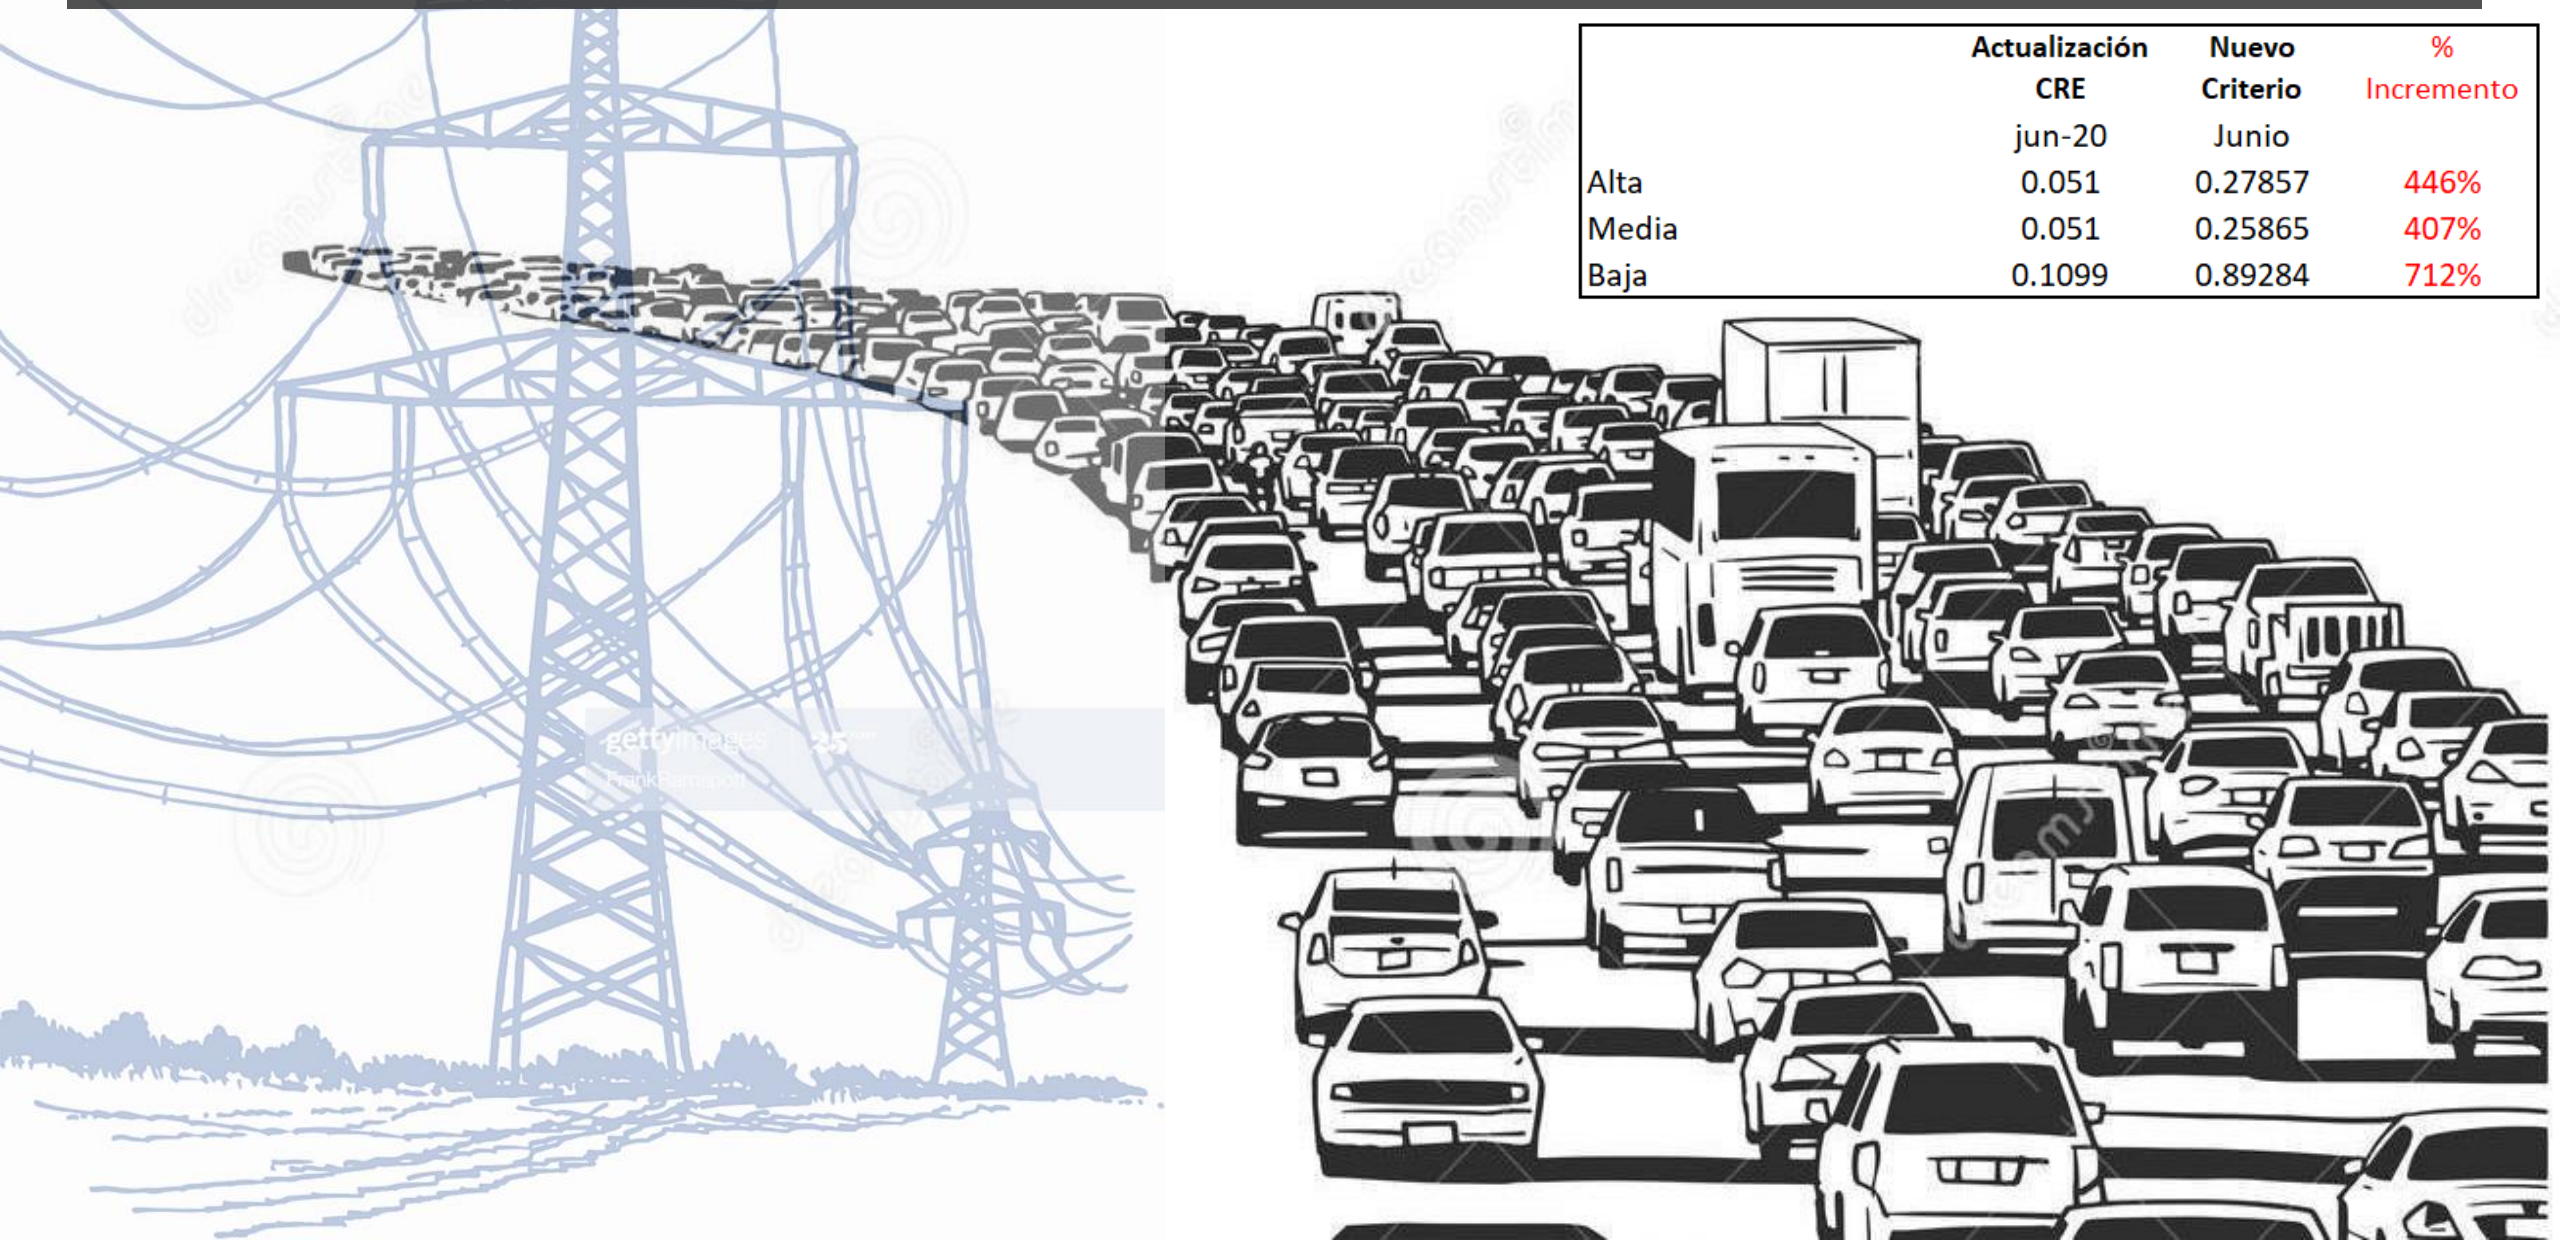 Actualización Nuevo %
CRE Criterio Incremento
jun-20 Junio
Alta 0.051 0.27857 446%
Media 0.051 0.25865 407%
Baja 0.1099 0.89284 712%
gettyimages
FrankRamspott